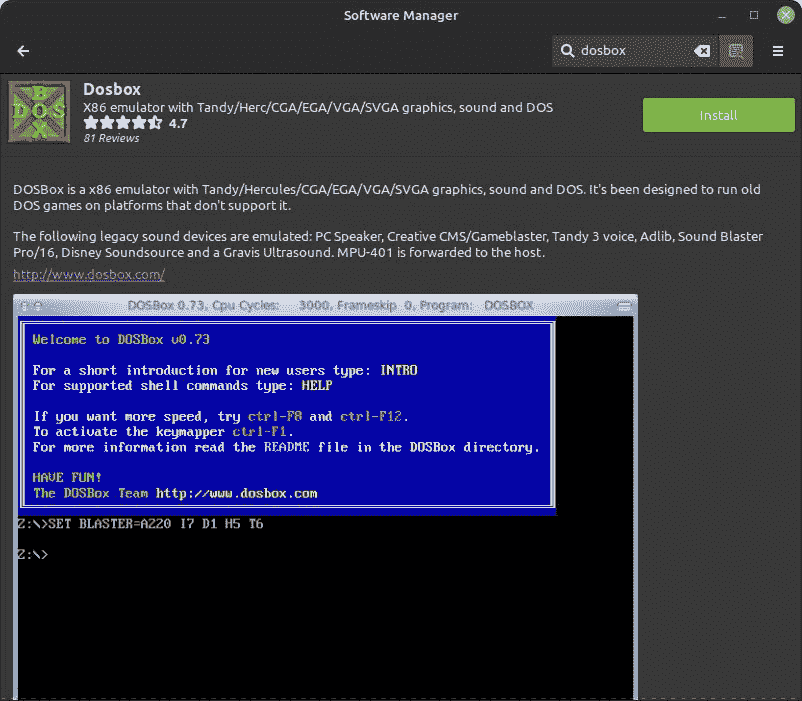 Software Manager
dosbox
DOS
BOX
Dosbox
X86 emulator with Tandy/Herc/CGA/EGA/VGA/SVGA graphics, sound and DOS
4.7
81 Reviews
Install
DOSBox is a x86 emulator with Tandy/Hercules/CGA/EGA/VGA/SVGA graphics, sound and DOS. It's been designed to run old
DOS games on platforms that don't support it.
The following legacy sound devices are emulated: PC Speaker, Creative CMS/Gameblaster, Tandy 3 voice, Adlib, Sound Blaster
Pro/16, Disney Soundsource and a Gravis Ultrasound. MPU-401 is forwarded to the host.
http://www.dosbox.com/
DOSBox 0.73, Cpu Cycles: 3000, Frameskip 0, Program: DOSBOX
Welcome to DOSBox v0.73
For a short introduction for new users type: INTRO
For supported shell commands type: HELP
If you want more speed, try ctrl-F8 and ctrl-F12.
To activate the keymapper ctrl-F1.
For more information read the README file in the DOSBox directory.
HAVE FUN!
The DOSBox Team http://www.dosbox.com
Z:\>SET BLASTER=A220 I7 D1 H5 T6
Z:\>